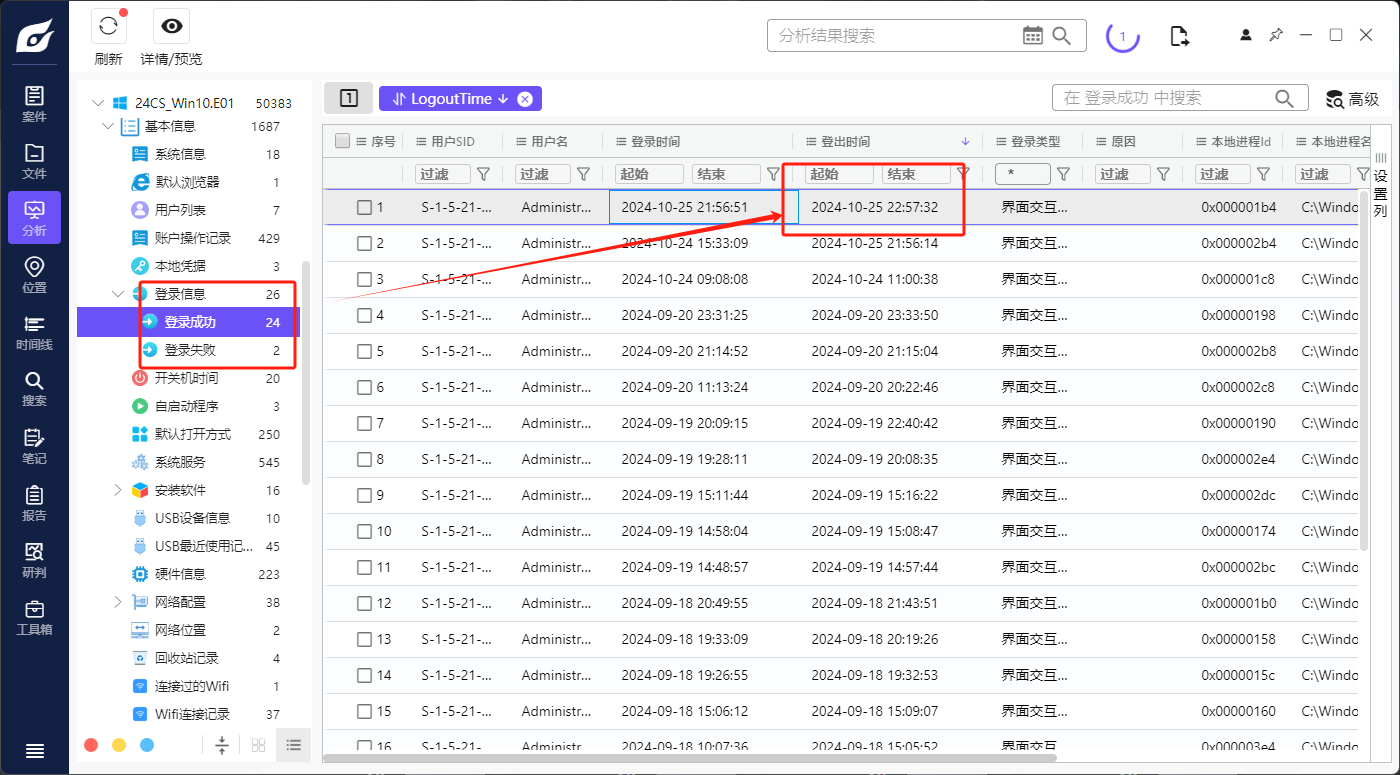 刷新 详情/预览
分析结果搜索
1
案件
文件
分析
位置
时间线
搜索
笔记
报告
研判
工具箱
24CS_Win10.E01 50383
基本信息 1687
系统信息 18
默认浏览器 1
用户列表 7
账户操作记录 429
本地凭据 3
登录信息 26
登录成功 24
登录失败 2
开关机时间 20
自启动程序 3
默认打开方式 250
系统服务 545
安装软件 16
USB设备信息 10
USB最近使用记... 45
硬件信息 223
网络配置 38
网络位置 2
回收站记录 4
连接过的Wifi 1
Wifi连接记录 37
1 LogoutTime
在 登录成功 中搜索 高级
序号 用户SID 用户名 登录时间 登出时间 登录类型 原因 本地进程Id 本地进程名
过滤 过滤 起始 结束 起始 结束 * 过滤 过滤 过滤
设置列
1 S-1-5-21-... Administr... 2024-10-25 21:56:51 2024-10-25 22:57:32 界面交互... 0x000001b4 C:\Windo
2 S-1-5-21-... Administr... 2024-10-24 15:33:09 2024-10-25 21:56:14 界面交互... 0x000002b4 C:\Windo
3 S-1-5-21-... Administr... 2024-10-24 09:08:08 2024-10-24 11:00:38 界面交互... 0x000001c8 C:\Windo
4 S-1-5-21-... Administr... 2024-09-20 23:31:25 2024-09-20 23:33:50 界面交互... 0x00000198 C:\Windo
5 S-1-5-21-... Administr... 2024-09-20 21:14:52 2024-09-20 21:15:04 界面交互... 0x000002b8 C:\Windo
6 S-1-5-21-... Administr... 2024-09-20 11:13:24 2024-09-20 20:22:46 界面交互... 0x000002c8 C:\Windo
7 S-1-5-21-... Administr... 2024-09-19 20:09:15 2024-09-19 22:40:42 界面交互... 0x00000190 C:\Windo
8 S-1-5-21-... Administr... 2024-09-19 19:28:11 2024-09-19 20:08:35 界面交互... 0x000002e4 C:\Windo
9 S-1-5-21-... Administr... 2024-09-19 15:11:44 2024-09-19 15:16:22 界面交互... 0x000002dc C:\Windo
10 S-1-5-21-... Administr... 2024-09-19 14:58:04 2024-09-19 15:08:47 界面交互... 0x00000174 C:\Windo
11 S-1-5-21-... Administr... 2024-09-19 14:48:57 2024-09-19 14:57:44 界面交互... 0x000002bc C:\Windo
12 S-1-5-21-... Administr... 2024-09-18 20:49:55 2024-09-18 21:43:51 界面交互... 0x000001b0 C:\Windo
13 S-1-5-21-... Administr... 2024-09-18 19:33:09 2024-09-18 20:19:26 界面交互... 0x00000158 C:\Windo
14 S-1-5-21-... Administr... 2024-09-18 19:26:55 2024-09-18 19:32:53 界面交互... 0x0000015c C:\Windo
15 S-1-5-21-... Administr... 2024-09-18 15:06:12 2024-09-18 15:09:07 界面交互... 0x00000160 C:\Windo
16 S-1-5-21-... Administr... 2024-09-18 10:07:36 2024-09-18 15:05:52 界面交互... 0x000003e4 C:\Windo